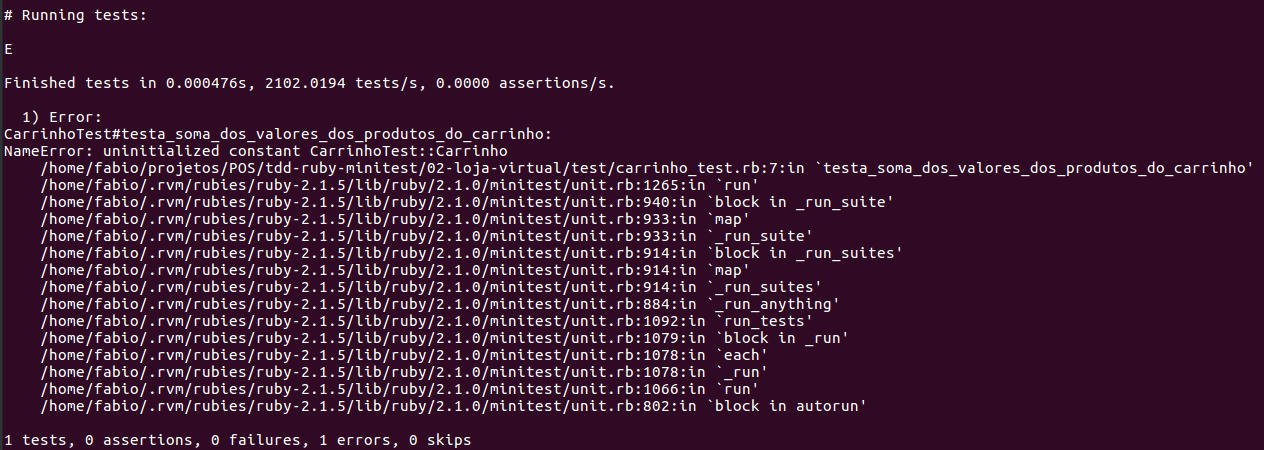 # Running tests:
E
Finished tests in 0.000476s, 2102.0194 tests/s, 0.0000 assertions/s.
1) Error:
CarrinhoTest#testa_soma_dos_valores_dos_produtos_do_carrinho:
NameError: uninitialized constant CarrinhoTest::Carrinho
/home/fabio/projetos/POS/tdd-ruby-minitest/02-loja-virtual/test/carrinho_test.rb:7:in `testa_soma_dos_valores_dos_produtos_do_carrinho'
/home/fabio/.rvm/rubies/ruby-2.1.5/lib/ruby/2.1.0/minitest/unit.rb:1265:in `run'
/home/fabio/.rvm/rubies/ruby-2.1.5/lib/ruby/2.1.0/minitest/unit.rb:940:in `block in _run_suite'
/home/fabio/.rvm/rubies/ruby-2.1.5/lib/ruby/2.1.0/minitest/unit.rb:933:in `map'
/home/fabio/.rvm/rubies/ruby-2.1.5/lib/ruby/2.1.0/minitest/unit.rb:933:in `_run_suite'
/home/fabio/.rvm/rubies/ruby-2.1.5/lib/ruby/2.1.0/minitest/unit.rb:914:in `block in _run_suites'
/home/fabio/.rvm/rubies/ruby-2.1.5/lib/ruby/2.1.0/minitest/unit.rb:914:in `map'
/home/fabio/.rvm/rubies/ruby-2.1.5/lib/ruby/2.1.0/minitest/unit.rb:914:in `_run_suites'
/home/fabio/.rvm/rubies/ruby-2.1.5/lib/ruby/2.1.0/minitest/unit.rb:884:in `_run_anything'
/home/fabio/.rvm/rubies/ruby-2.1.5/lib/ruby/2.1.0/minitest/unit.rb:1092:in `run_tests'
/home/fabio/.rvm/rubies/ruby-2.1.5/lib/ruby/2.1.0/minitest/unit.rb:1079:in `block in _run'
/home/fabio/.rvm/rubies/ruby-2.1.5/lib/ruby/2.1.0/minitest/unit.rb:1078:in `each'
/home/fabio/.rvm/rubies/ruby-2.1.5/lib/ruby/2.1.0/minitest/unit.rb:1078:in `_run'
/home/fabio/.rvm/rubies/ruby-2.1.5/lib/ruby/2.1.0/minitest/unit.rb:1066:in `run'
/home/fabio/.rvm/rubies/ruby-2.1.5/lib/ruby/2.1.0/minitest/unit.rb:802:in `block in autorun'
1 tests, 0 assertions, 0 failures, 1 errors, 0 skips